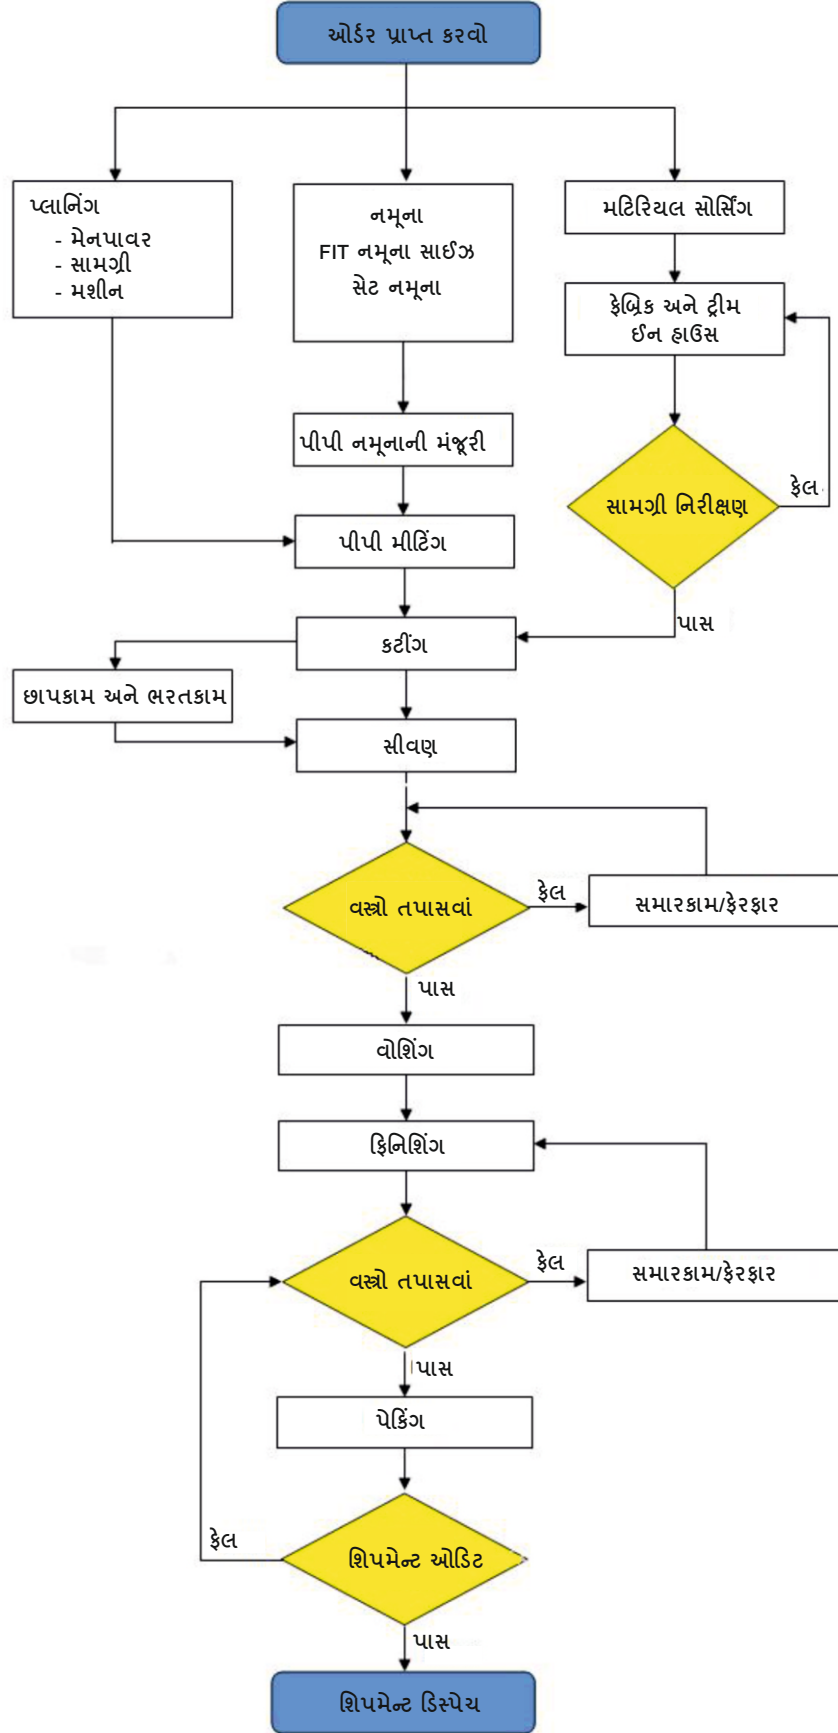 ઓર્ડર પ્રાપ્ત કરવો
પ્લાનિંગ
- મેનપાવર
- સામગ્રી
- મશીન
નમૂના
FIT નમૂના સાઈઝ
સેટ નમૂના
મટિરિયલ સોર્સિંગ
ફેબ્રિક અને ટ્રીમ
ઈન હાઉસ
પીપી નમૂનાની મંજૂરી
સામગ્રી નિરીક્ષણ
ફેલ
પીપી મીટિંગ
પાસ
કટીંગ
છાપકામ અને ભરતકામ
સીવણ
વસ્ત્રો તપાસવાં
ફેલ
સમારકામ/ફેરફાર
પાસ
વોશિંગ
ફિનિશિંગ
વસ્ત્રો તપાસવાં
ફેલ
સમારકામ/ફેરફાર
પાસ
પેકિંગ
ફેલ
શિપમેન્ટ ઓડિટ
પાસ
શિપમેન્ટ ડિસ્પેચ